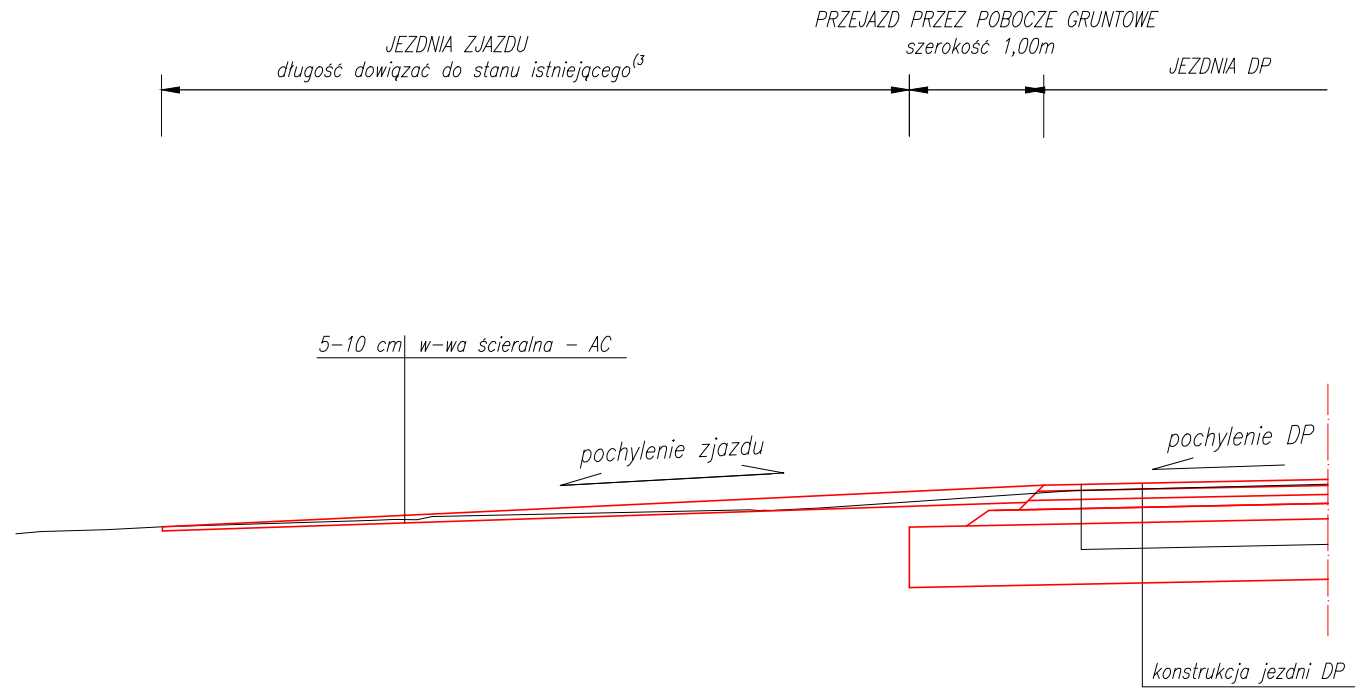 PRZEJAZD PRZEZ POBOCZE GRUNTOWE
szerokość 1,00m
JEZDNIA ZJAZDU
długość dowiązać do stanu istniejącego(3
JEZDNIA DP
5-10 cm w-wa ścieralna - AC
pochylenie zjazdu
pochylenie DP
konstrukcja jezdni DP